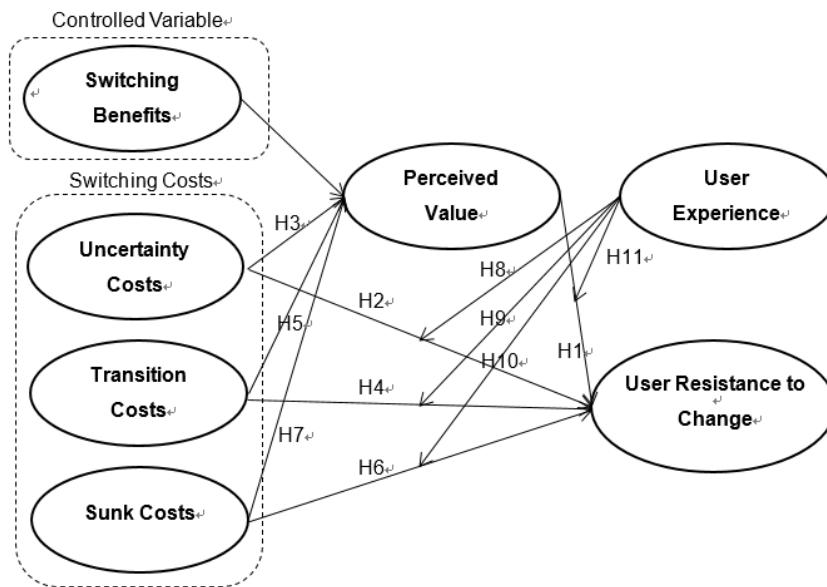 Controlled Variable
Switching
Benefits
Switching Costs
Uncertainty
Costs
Transition
Costs
Sunk Costs
Perceived
Value
User
Experience
User Resistance to
Change
H3
H2
H5
H4
H7
H6
H8
H9
H10
H11
H1